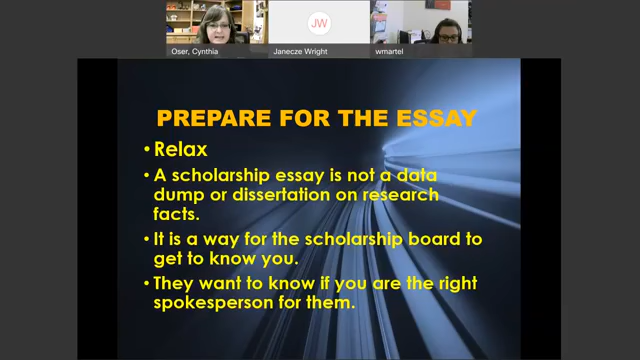 JW
Oser, Cynthia
Janecze Wright
wmartel
PREPARE FOR THE ESSAY
• Relax
• A scholarship essay is not a data
dump or dissertation on research
facts.
• It is a way for the scholarship board to
get to know you.
• They want to know if you are the right
spokesperson for them.